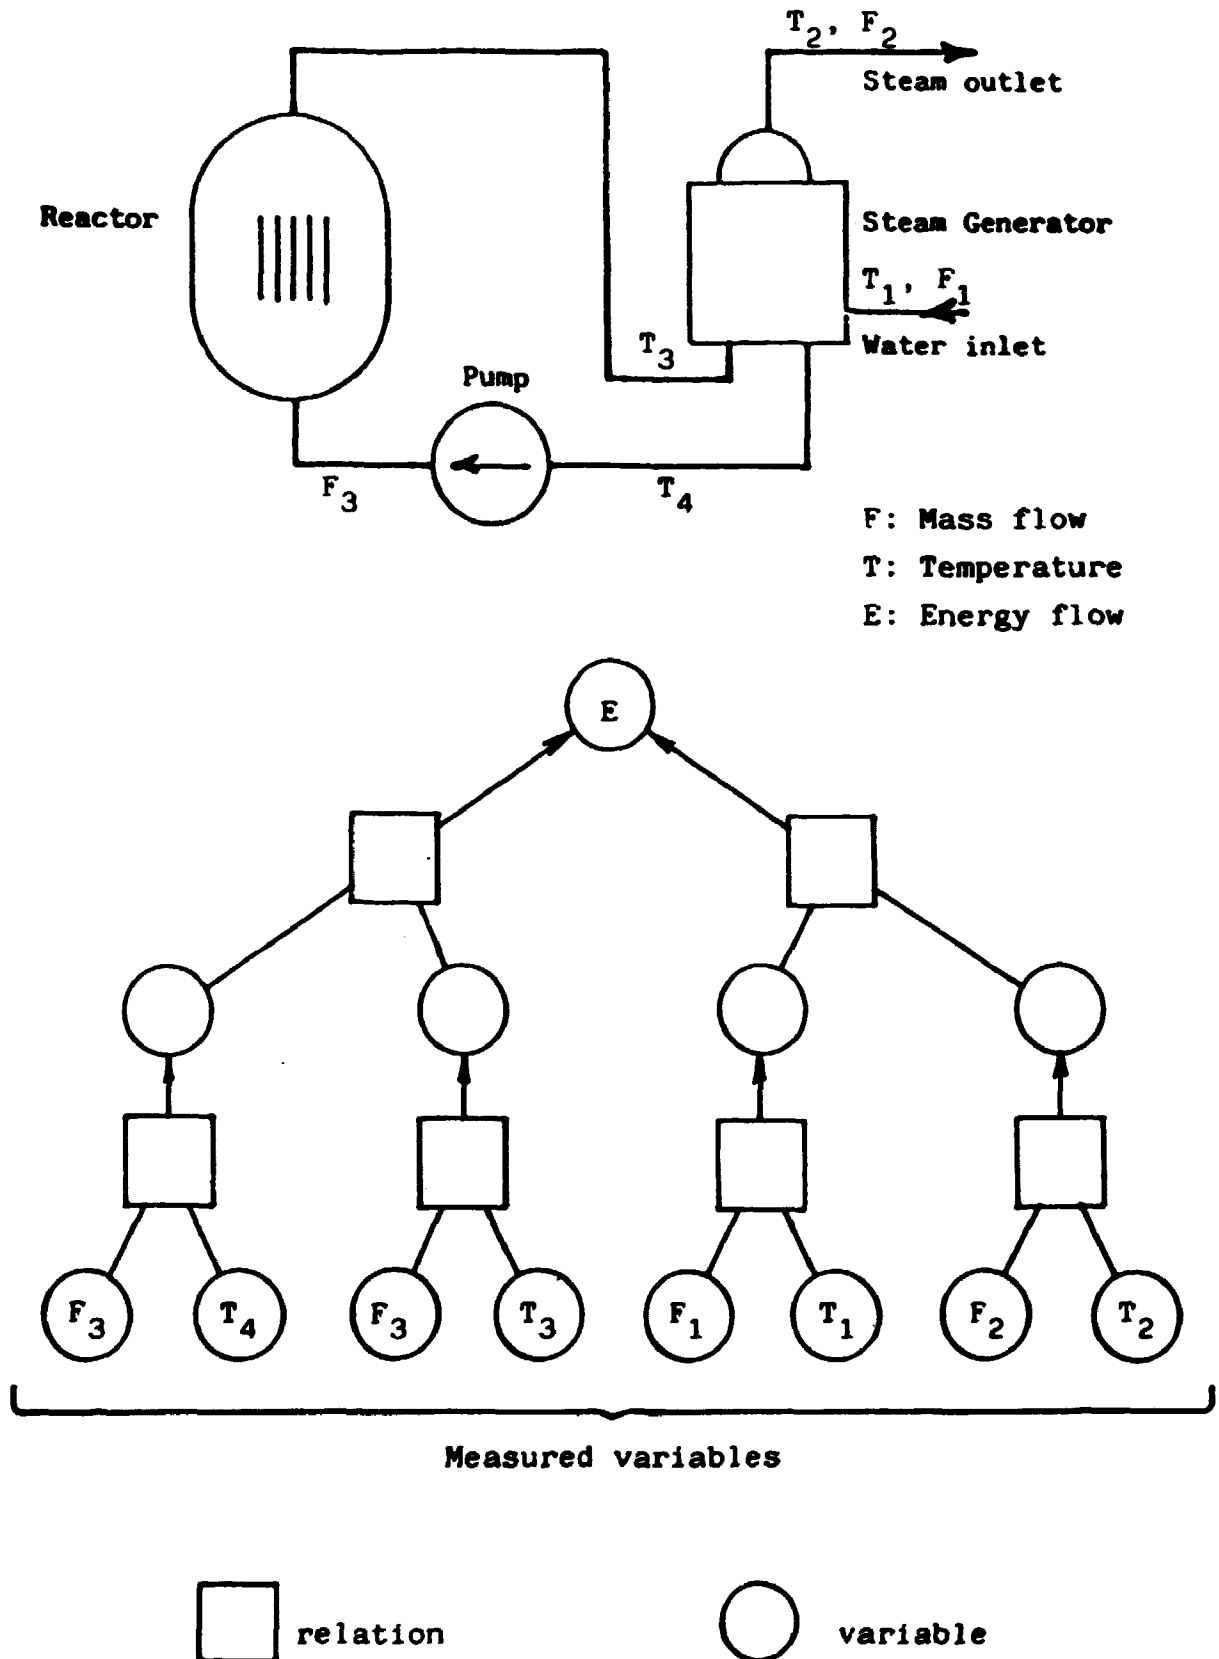 T2, F2
Steam outlet
Reactor
Steam Generator
T1, F1
T3
Water inlet
Pump
F3
T4
F: Mass flow
T: Temperature
E: Energy flow
E
F3 T4 F3 T3 F1 T1 F2 T2
Measured variables
relation variable